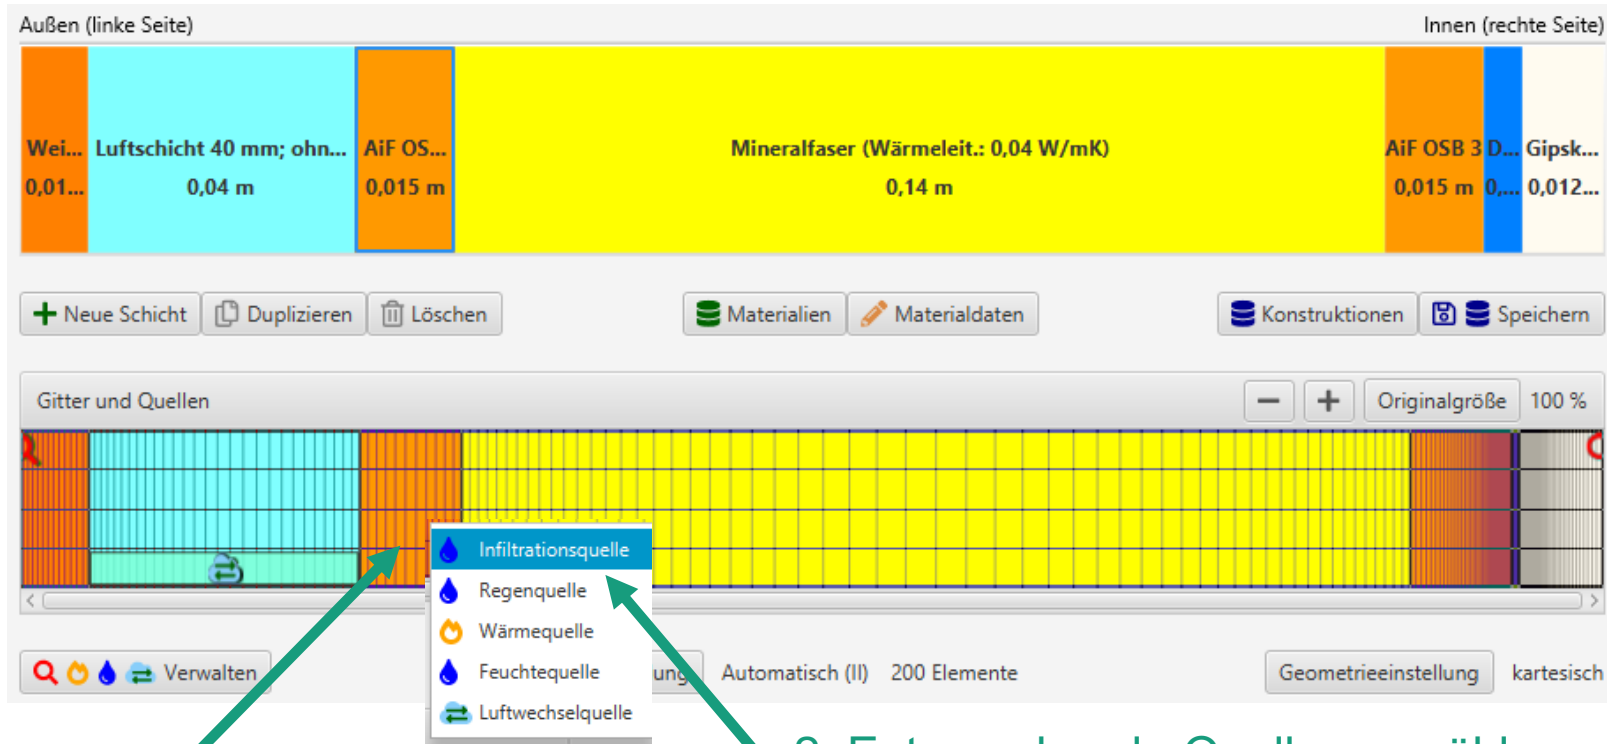 Außen (linke Seite) Innen (rechte Seite)
Wei... Luftschicht 40 mm; ohn... AiF OS... Mineralfaser (Wärmeleit.: 0,04 W/mK) AiF OSB 3 D... Gipsk...
0,01... 0,04 m 0,015 m 0,14 m 0,015 m 0,... 0,012...
Neue Schicht Duplizieren Löschen Materialien Materialdaten Konstruktionen Speichern
Gitter und Quellen Originalgröße 100 %
Infiltrationsquelle
Regenquelle
Wärmequelle
Feuchtequelle
Luftwechselquelle
Verwalten ung Automatisch (II) 200 Elemente Geometrieeinstellung kartesisch